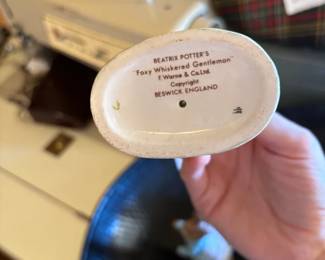 BEATRIX POTTER'S
"Foxy Whiskered Gentleman"
F. Warne & Co. Ltd.
Copyright
BESWICK, ENGLAND